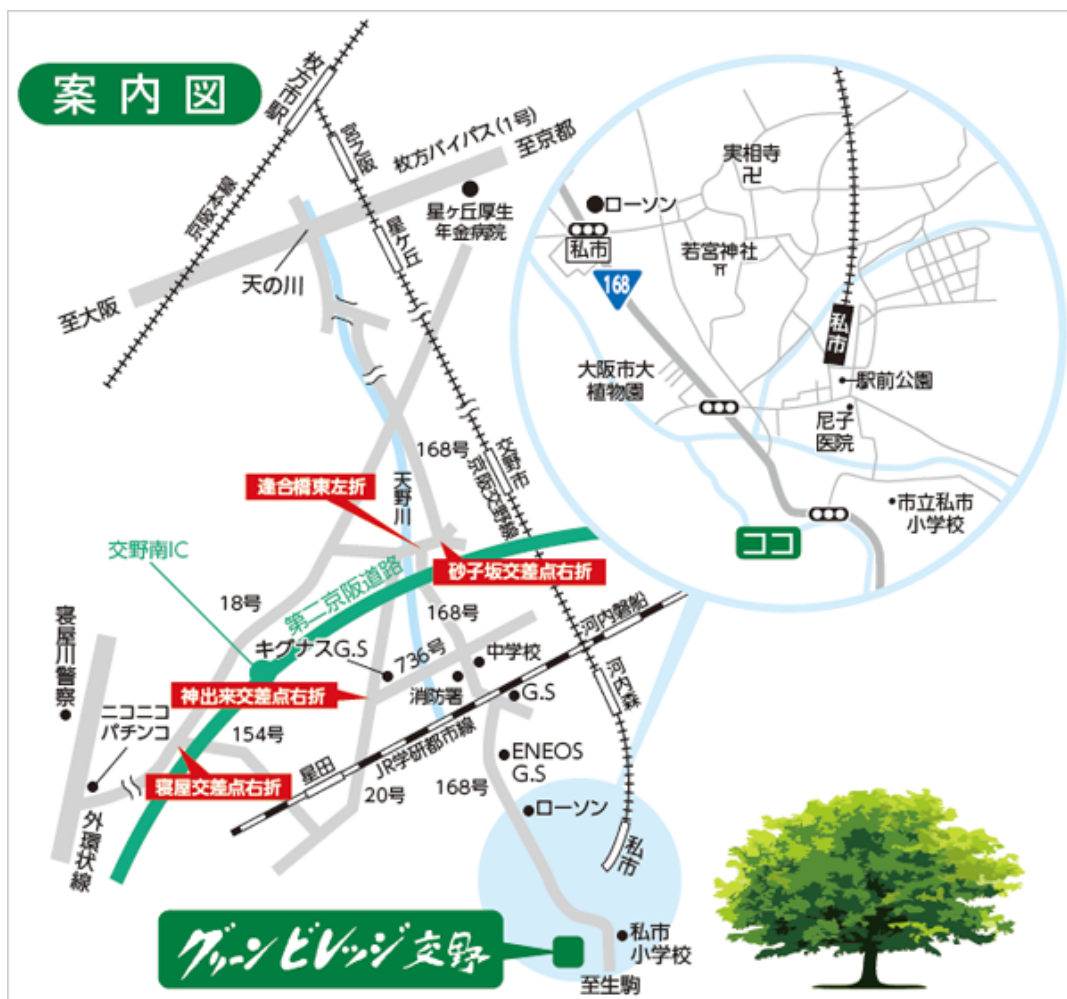 案内図
枚方市駅
京阪本線
宮之阪
枚方バイパス(1号)
至京都
星ヶ丘厚生
年金病院
星ケ丘
天の川
至大阪
実相寺
卍
ローソン
私市
若宮神社
168
私市
大阪市大
植物園
駅前公園
尼子
医院
市立私市
小学校
ココ
168号
交野市
京阪交野線
天野川
逢合橋東左折
砂子坂交差点右折
交野南IC
第二京阪道路
18号
168号
寝屋川警察
キグナスG.S
736号
中学校
河内磐船
消防署
G.S
河内森
神出来交差点右折
ニコニコ
パチンコ
154号
JR学研都市線
星田
20号
168号
ENEOS
G.S
寝屋交差点右折
ローソン
外環状線
私市
グリーンビレッジ交野
私市
小学校
至生駒